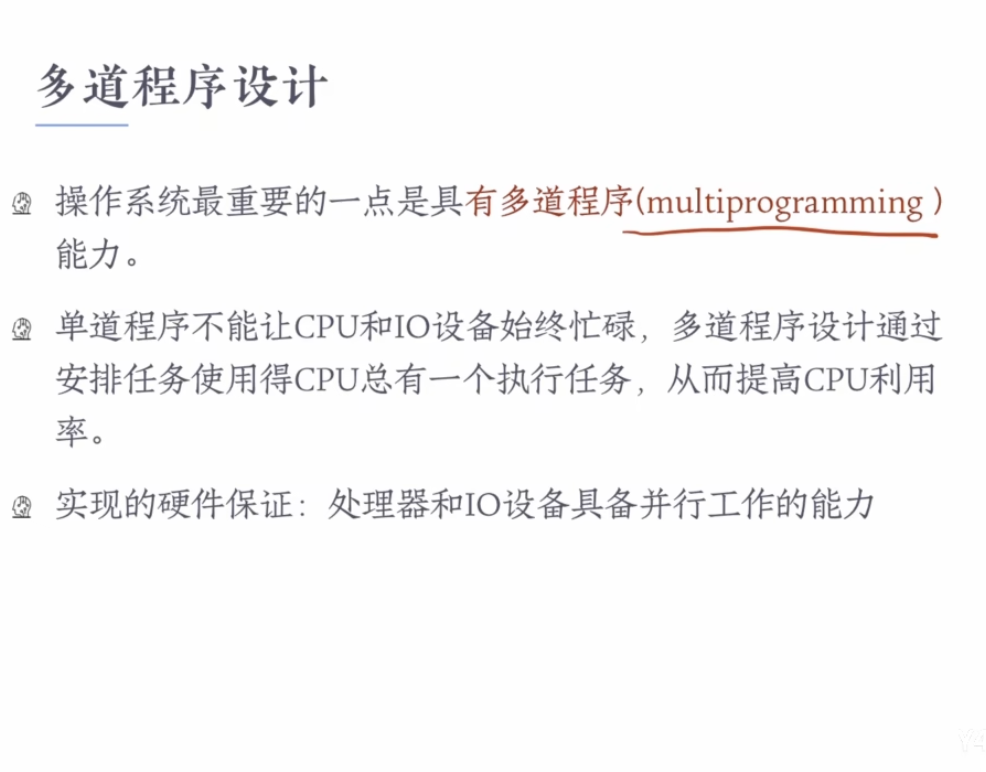 多道程序设计
操作系统最重要的一点是具有多道程序(multiprogramming )
能力。
单道程序不能让CPU和IO设备始终忙碌，多道程序设计通过
安排任务使用得CPU总有一个执行任务，从而提高CPU利用
率。
实现的硬件保证：处理器和IO设备具备并行工作的能力